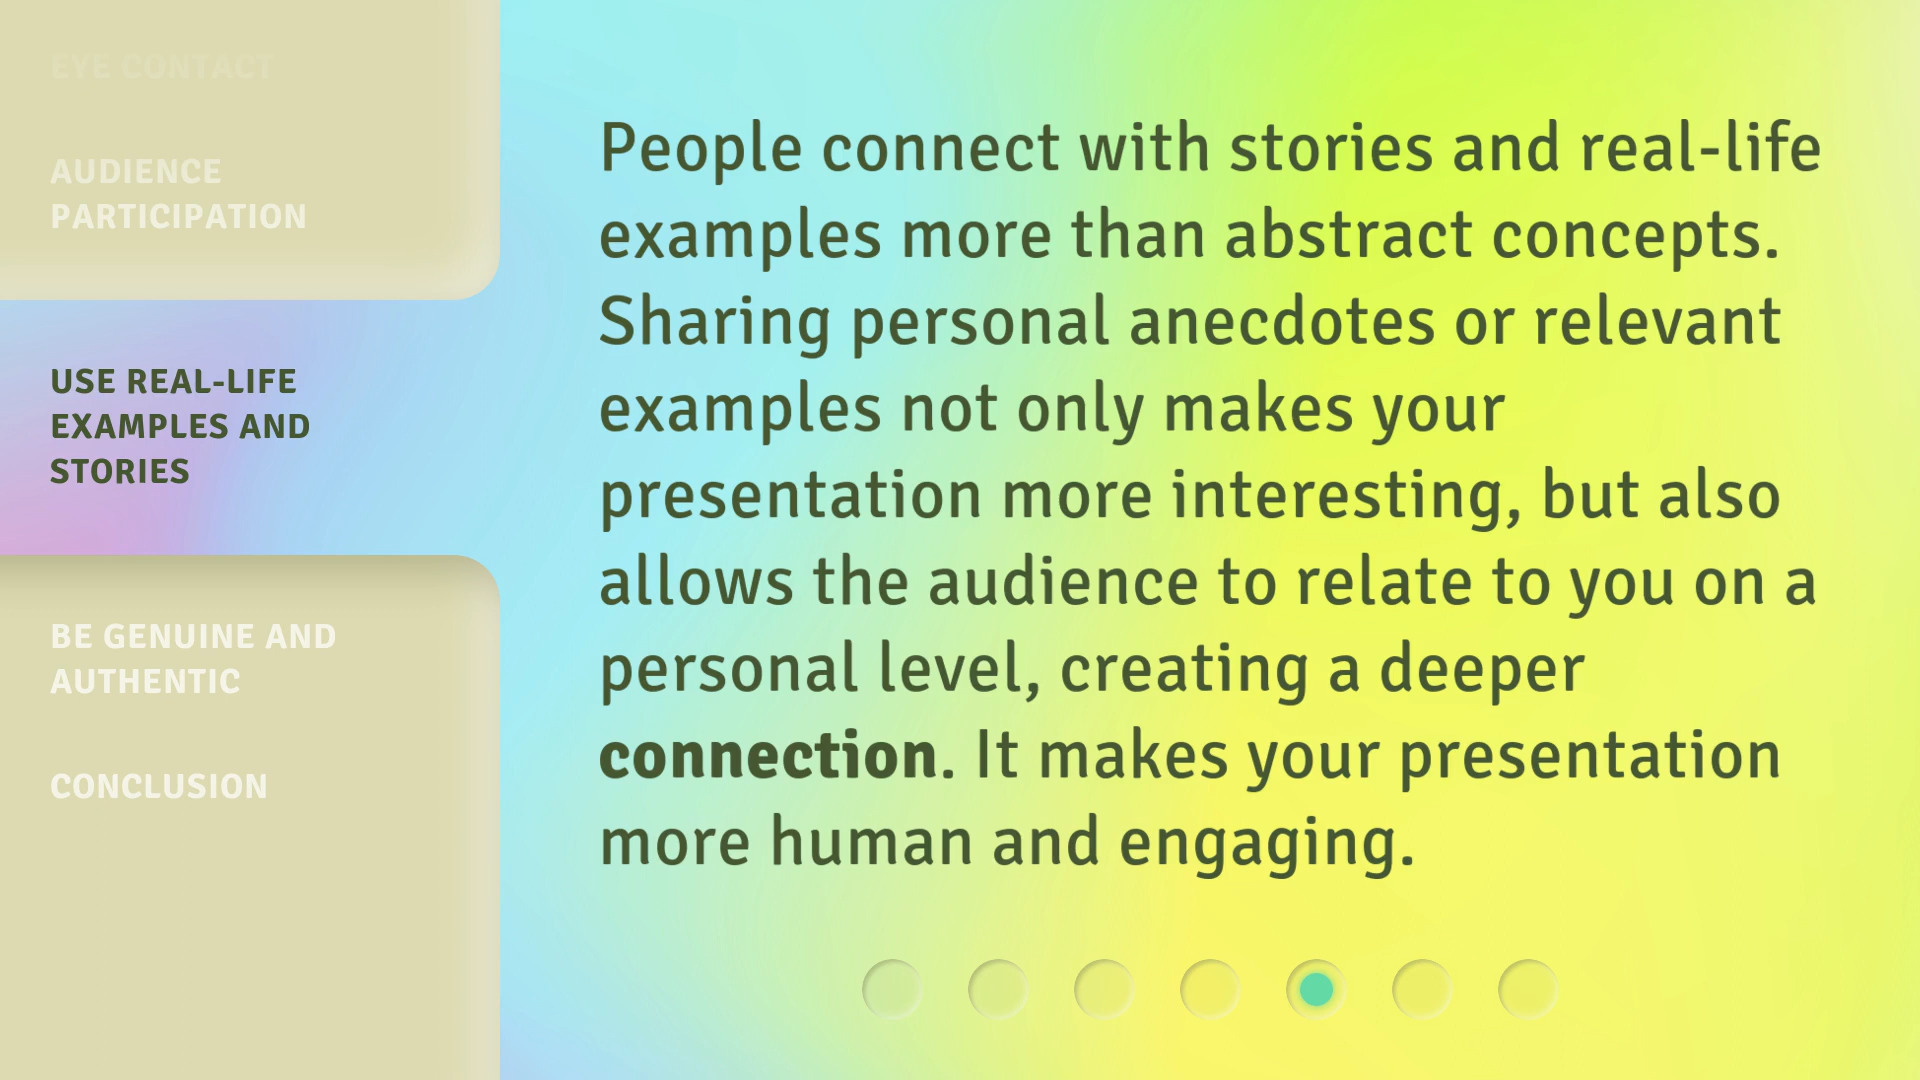 EYE CONTACT
AUDIENCE
PARTICIPATION
USE REAL-LIFE
EXAMPLES AND
STORIES
BE GENUINE AND
AUTHENTIC
CONCLUSION
People connect with stories and real-life
examples more than abstract concepts.
Sharing personal anecdotes or relevant
examples not only makes your
presentation more interesting, but also
allows the audience to relate to you on a
personal level, creating a deeper
connection. It makes your presentation
more human and engaging.